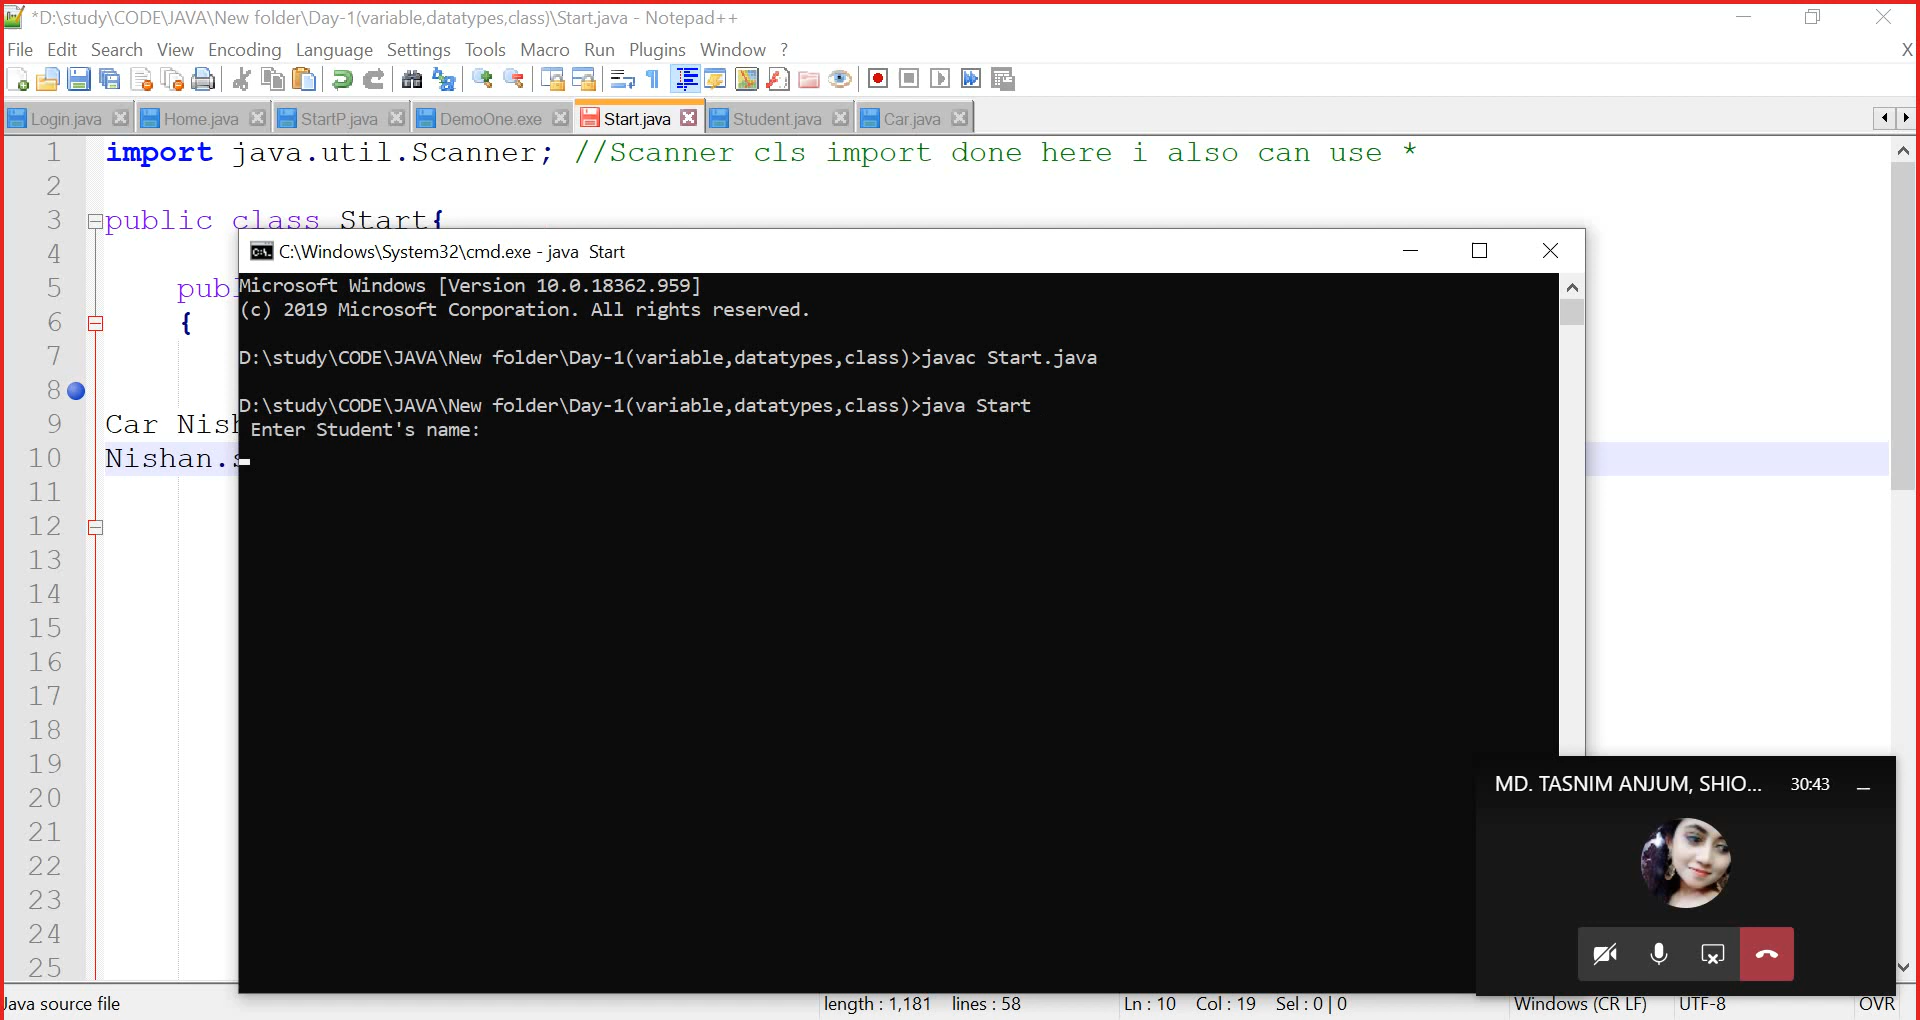 *D:\study\CODE\JAVA\New folder\Day-1(variable,datatypes,class)\Start.java - Notepad++
File Edit Search View Encoding Language Settings Tools Macro Run Plugins Window ? X
Login.java Home.java StartP.java DemoOne.exe Start.java Student.java Car.java
1 import java.util.Scanner; //Scanner cls import done here i also can use *
2
3 public class Start{
4
5 publ
6 {
7
8
9 Car Nish
10 Nishan.s
11
12
13
14
15
16
17
18
19
20
21
22
23
24
25
C:\Windows\System32\cmd.exe - java Start
Microsoft Windows [Version 10.0.18362.959]
(c) 2019 Microsoft Corporation. All rights reserved.
D:\study\CODE\JAVA\New folder\Day-1(variable,datatypes,class)>javac Start.java
D:\study\CODE\JAVA\New folder\Day-1(variable,datatypes,class)>java Start
Enter Student's name:
MD. TASNIM ANJUM, SHIO... 30:43
Java source file length : 1,181 lines : 58 Ln : 10 Col : 19 Sel : 0 | 0 Windows (CR LF) UTF-8 OVR